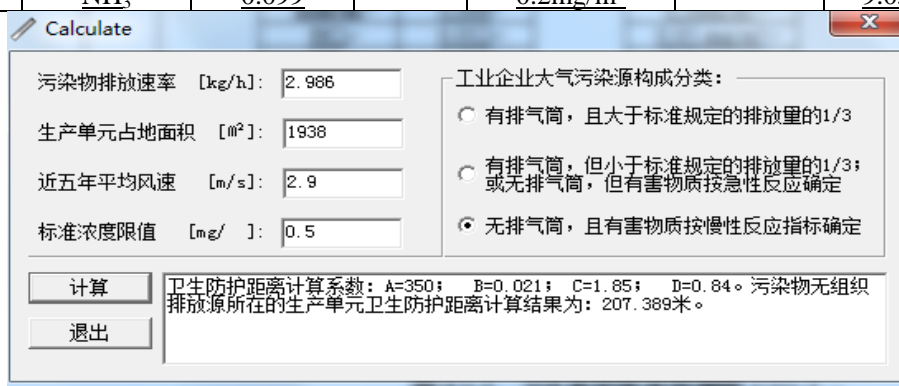 NH₃ 0.099 0.2mg/m
Calculate
污染物排放速率 [kg/h]: 2.986
生产单元占地面积 [m²]: 1938
近五年平均风速 [m/s]: 2.9
标准浓度限值 [mg/ ]: 0.5
工业企业大气污染源构成分类:
有排气筒，且大于标准规定的排放量的1/3
有排气筒，但小于标准规定的排放量的1/3;
或无排气筒，但有害物质按急性反应确定
无排气筒，且有害物质按慢性反应指标确定
计算
退出
卫生防护距离计算系数: A=350; B=0.021; C=1.85; D=0.84。污染物无组织
排放源所在的生产单元卫生防护距离计算结果为: 207.389米。